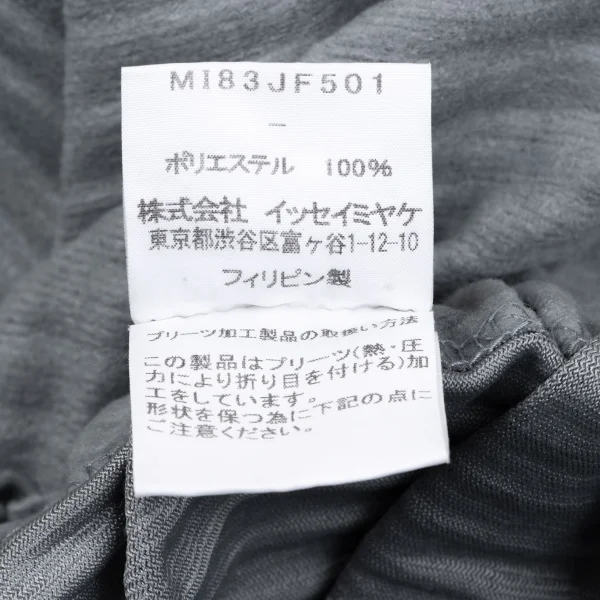 MI83JF501
—
ポリエステル 100%
株式会社 イッセイミヤケ
東京都渋谷区富ヶ谷1-12-10
フィリピン製
プリーツ加工製品の取扱い方法
この製品はプリーツ(熱・圧
力により折り目を付ける)加
工をしています。
形状を保つ為に下記の点に
ご注意ください。